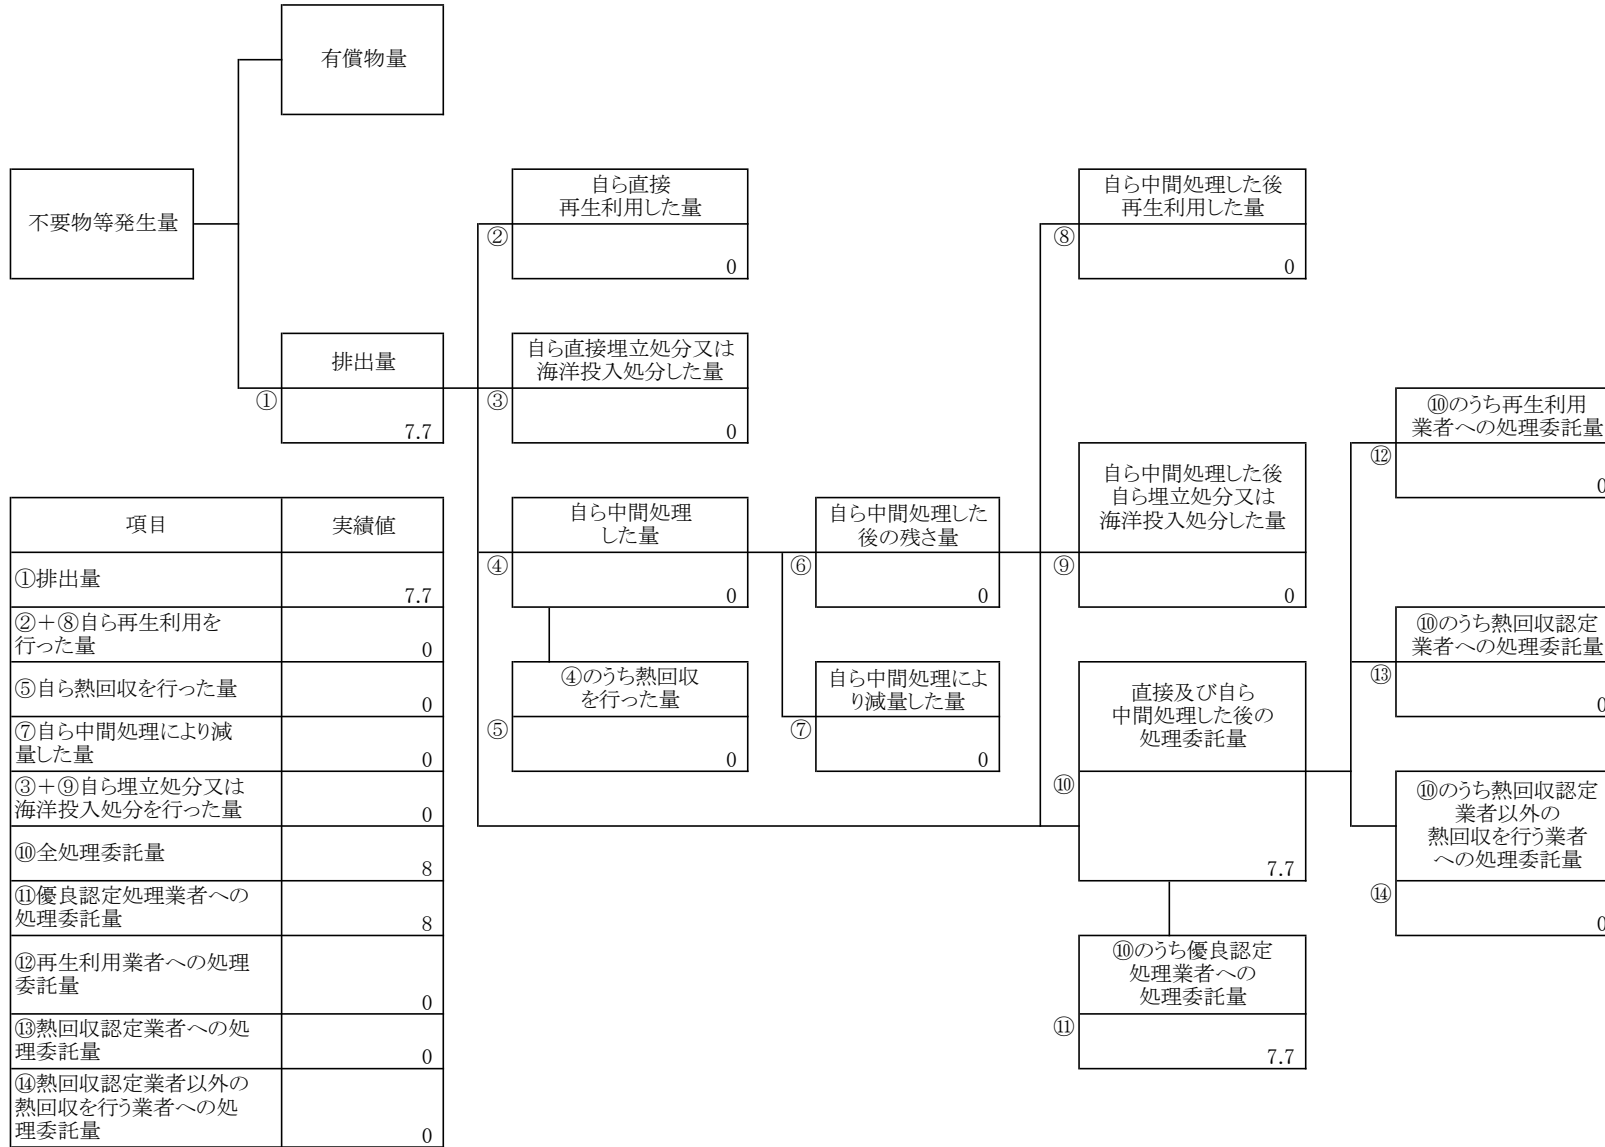 有償物量
不要物等発生量
排出量
①
7.7
自ら直接
再生利用した量
②
0
自ら直接埋立処分又は
海洋投入処分した量
③
0
自ら中間処理
した量
④
0
④のうち熱回収
を行った量
⑤
0
自ら中間処理した
後の残さ量
⑥
0
自ら中間処理によ
り減量した量
⑦
0
自ら中間処理した後
再生利用した量
⑧
0
自ら中間処理した後
自ら埋立処分又は
海洋投入処分した量
⑨
0
直接及び自ら
中間処理した後の
処理委託量
⑩
7.7
⑩のうち優良認定
処理業者への
処理委託量
⑪
7.7
⑩のうち再生利用
業者への処理委託量
⑫
0
⑩のうち熱回収認定
業者への処理委託量
⑬
0
⑩のうち熱回収認定
業者以外の
熱回収を行う業者
への処理委託量
⑭
0
項目 実績値
①排出量
7.7
②+⑧自ら再生利用を
行った量
0
⑤自ら熱回収を行った量
0
⑦自ら中間処理により減
量した量
0
③+⑨自ら埋立処分又は
海洋投入処分を行った量
0
⑩全処理委託量
8
⑪優良認定処理業者への
処理委託量
8
⑫再生利用業者への処理
委託量
0
⑬熱回収認定業者への処
理委託量
0
⑭熱回収認定業者以外の
熱回収を行う業者への処
理委託量
0